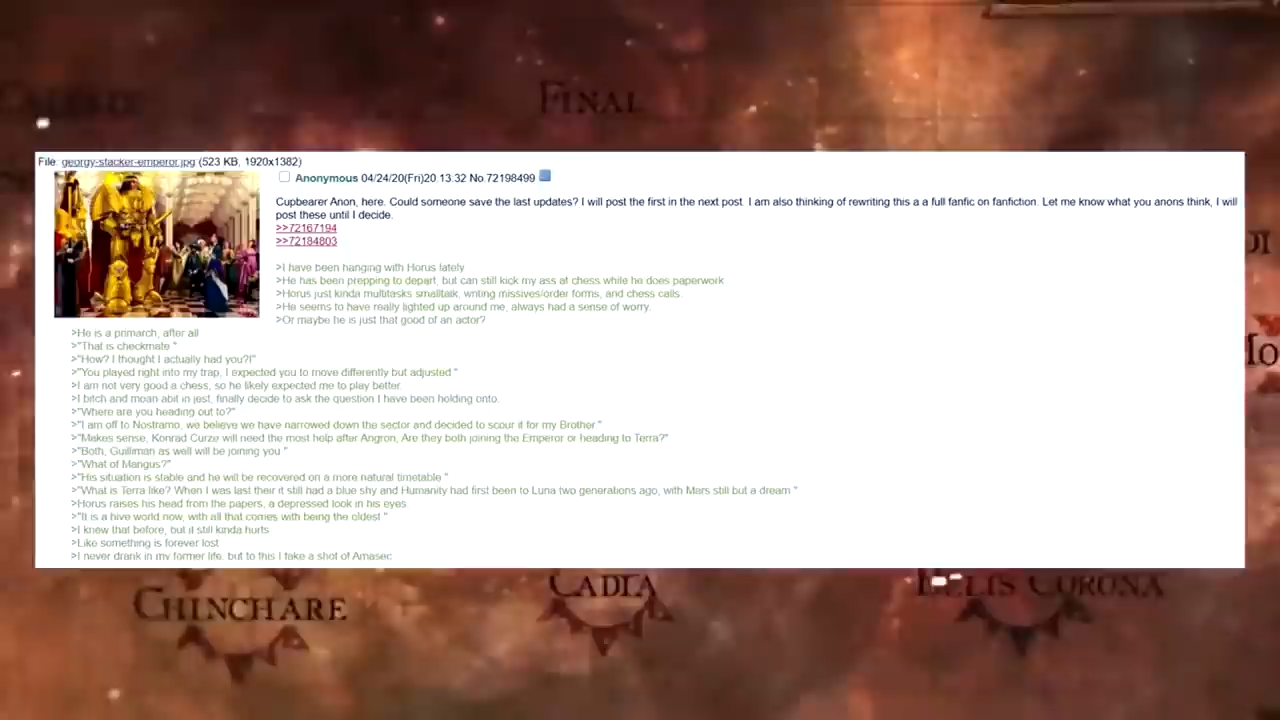 FINAL
File: georgy-stacker-emperor.jpg (523 KB, 1920x1382)
Anonymous 04/24/20(Fri)20:13:32 No.72198499
Cupbearer Anon, here. Could someone save the last updates? I will post the first in the next post. I am also thinking of rewriting this a a full fanfic on fanfiction. Let me know what you anons think, I will
post these until I decide.
>>72167194
>>72184803
>I have been hanging with Horus lately
>He has been prepping to depart, but can still kick my ass at chess while he does paperwork
>Horus just kinda multitasks smalltalk, writing missives/order forms, and chess calls.
>He seems to have really lighted up around me, always had a sense of worry.
>Or maybe he is just that good of an actor?
>He is a primarch, after all
>"That is checkmate "
>"How? I thought I actually had you?!"
>"You played right into my trap, I expected you to move differently but adjusted "
>I am not very good a chess, so he likely expected me to play better.
>I bitch and moan abit in jest, finally decide to ask the question I have been holding onto.
>"Where are you heading out to?"
>"I am off to Nostramo, we believe we have narrowed down the sector and decided to scour it for my Brother."
>"Makes sense, Konrad Curze will need the most help after Angron, Are they both joining the Emperor or heading to Terra?"
>"Both, Guilliman as well will be joining you "
>"What of Mangus?"
>"His situation is stable and he will be recovered on a more natural timetable "
>"What is Terra like? When I was last their it still had a blue shy and Humanity had first been to Luna two generations ago, with Mars still but a dream "
>Horus raises his head from the papers, a depressed look in his eyes
>"It is a hive world now, with all that comes with being the oldest "
>I knew that before, but it still kinda hurts
>Like something is forever lost
>I never drank in my former life, but to this I take a shot of Amasec
CHINCHARE
CADIA
CORONA